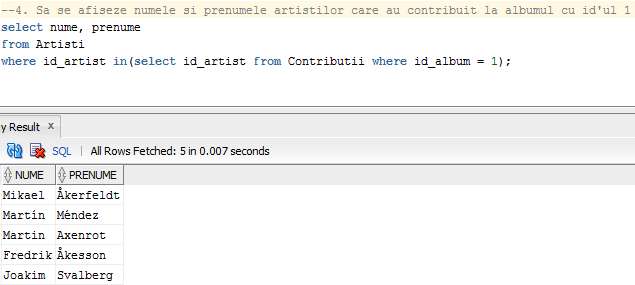 --4. Sa se afiseze numele si prenumele artistilor care au contribuit la albumul cu id'ul 1
select nume, prenume
from Artisti
where id_artist in(select id_artist from Contributii where id_album = 1);
y Result x
SQL | All Rows Fetched: 5 in 0.007 seconds
NUME PRENUME
Mikael Åkerfeldt
Martín Méndez
Martin Axenrot
Fredrik Åkesson
Joakim Svalberg